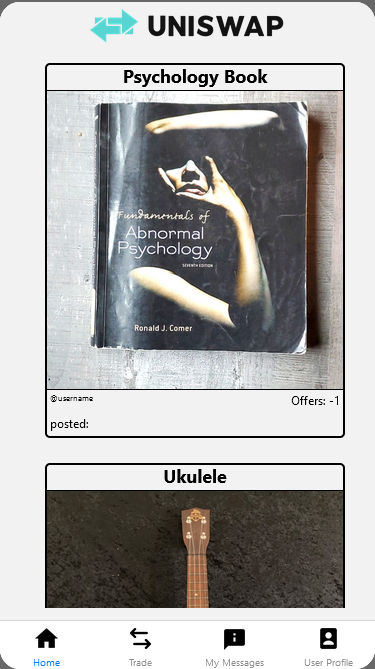 UNISWAP
Psychology Book
Fundamentals of
Abnormal
Psychology
SEVENTH EDITION
Ronald J. Comer
@username
Offers: -1
posted:
Ukulele
Home
Trade
My Messages
User Profile